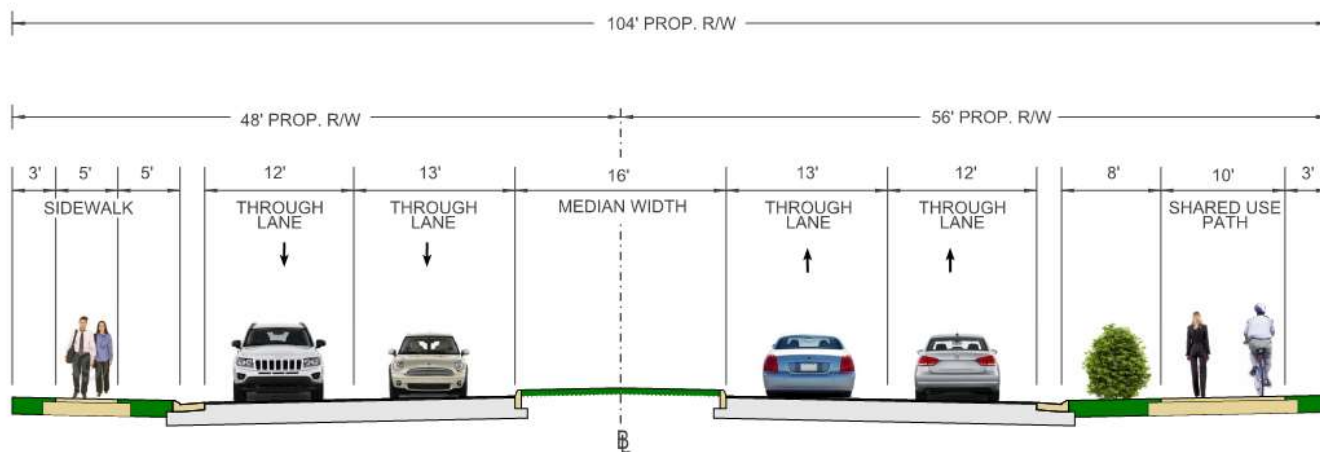 104' PROP. R/W
48' PROP. R/W
56' PROP. R/W
3' 5' 5' 12' 13' 16' 13' 12' 8' 10' 3'
SIDEWALK
THROUGH
LANE
THROUGH
LANE
MEDIAN WIDTH
THROUGH
LANE
THROUGH
LANE
SHARED USE
PATH
℄